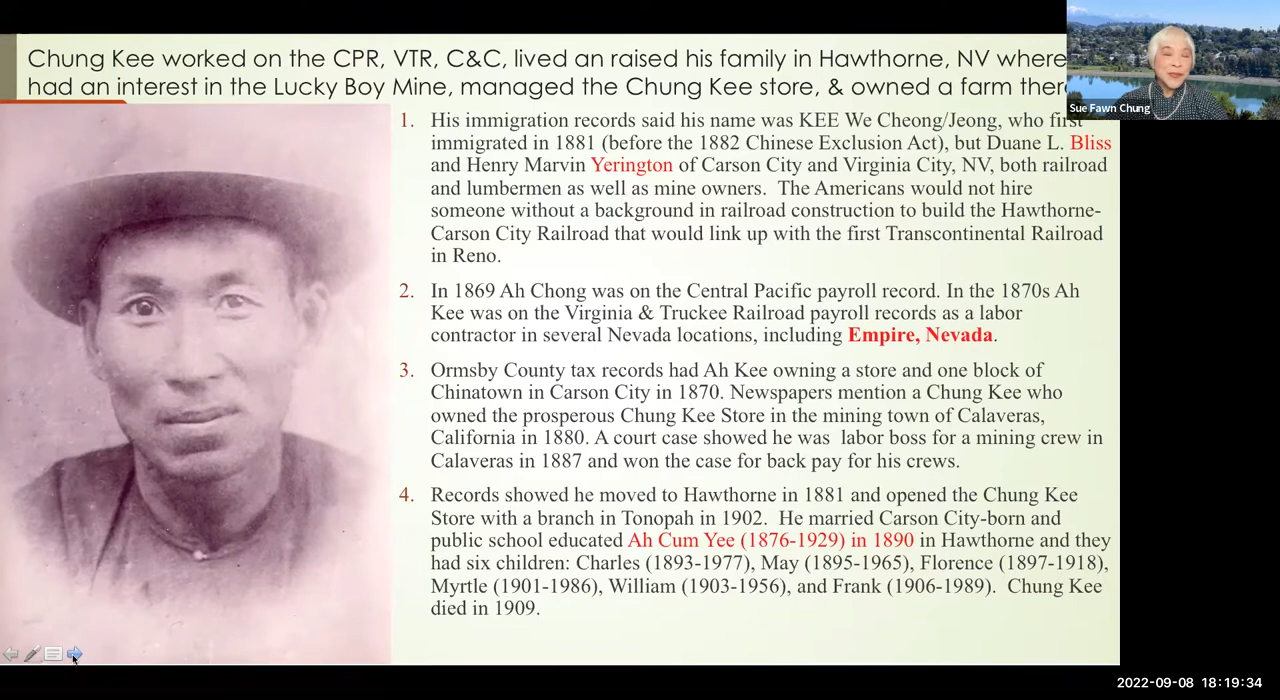 Chung Kee worked on the CPR, VTR, C&C, lived an raised his family in Hawthorne, NV where
had an interest in the Lucky Boy Mine, managed the Chung Kee store, & owned a farm
Sue Fawn Chung
1. His immigration records said his name was KEE We Cheong/Jeong, who first
immigrated in 1881 (before the 1882 Chinese Exclusion Act), but Duane L. Bliss
and Henry Marvin Yerington of Carson City and Virginia City, NV, both railroad
and lumbermen as well as mine owners. The Americans would not hire
someone without a background in railroad construction to build the Hawthorne-
Carson City Railroad that would link up with the first Transcontinental Railroad
in Reno.
2. In 1869 Ah Chong was on the Central Pacific payroll record. In the 1870s Ah
Kee was on the Virginia & Truckee Railroad payroll records as a labor
contractor in several Nevada locations, including Empire, Nevada.
3. Ormsby County tax records had Ah Kee owning a store and one block of
Chinatown in Carson City in 1870. Newspapers mention a Chung Kee who
owned the prosperous Chung Kee Store in the mining town of Calaveras,
California in 1880. A court case showed he was labor boss for a mining crew in
Calaveras in 1887 and won the case for back pay for his crews.
4. Records showed he moved to Hawthorne in 1881 and opened the Chung Kee
Store with a branch in Tonopah in 1902. He married Carson City-born and
public school educated Ah Cum Yee (1876-1929) in 1890 in Hawthorne and they
had six children: Charles (1893-1977), May (1895-1965), Florence (1897-1918),
Myrtle (1901-1986), William (1903-1956), and Frank (1906-1989). Chung Kee
died in 1909.
2022-09-08 18:19:34